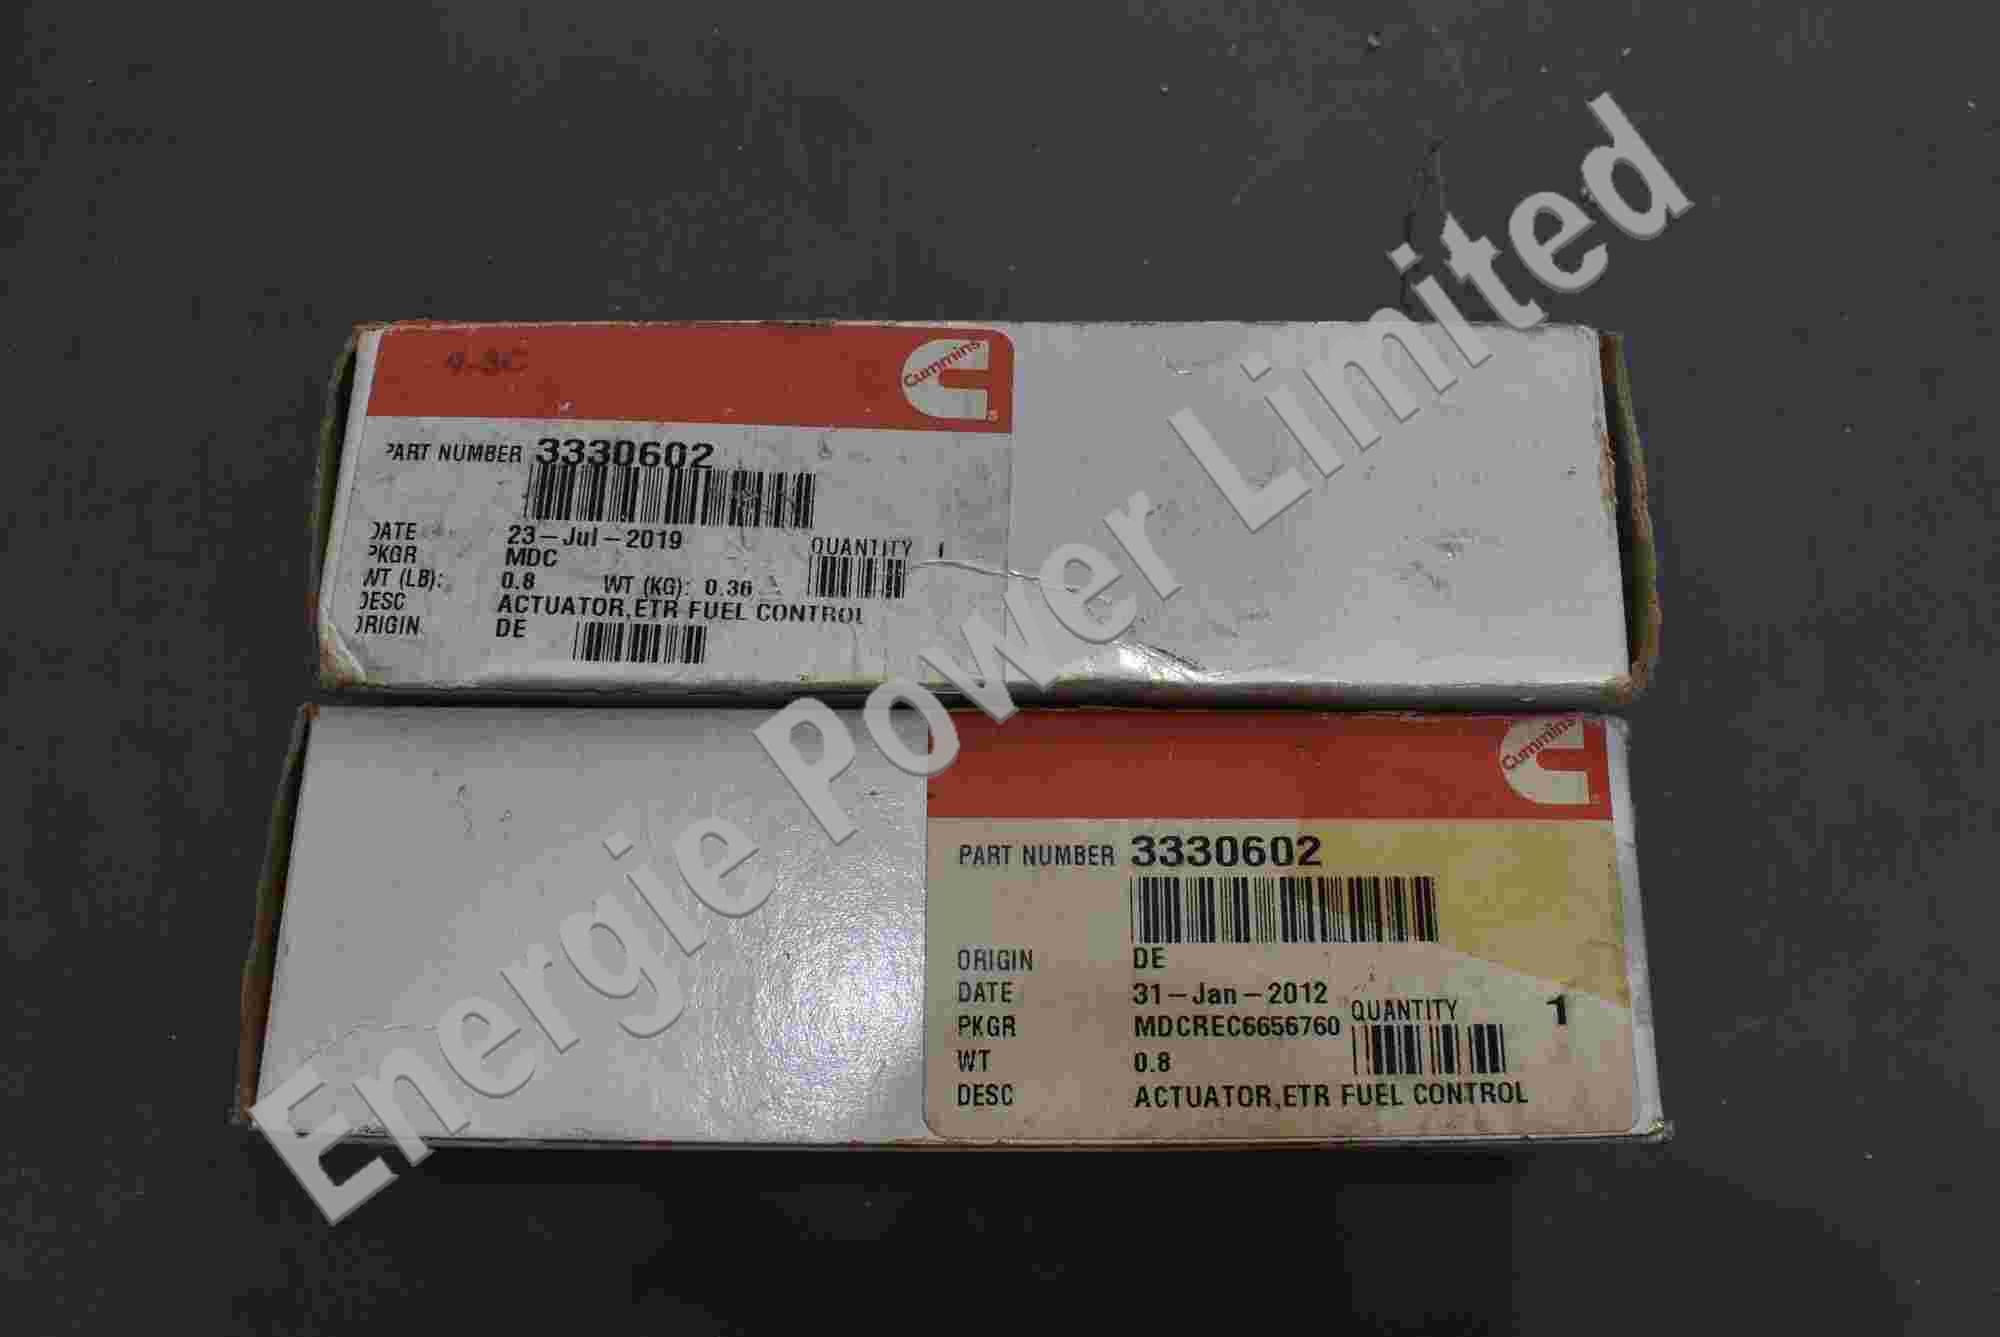 4-3C
Cummins
PART NUMBER 3330602
DATE 23-Jul-2019
PKGR MDC
QUANTITY 1
WT (LB): 0.8 WT (KG): 0.36
DESC ACTUATOR,ETR FUEL CONTROL
ORIGIN DE
Cummins
PART NUMBER 3330602
ORIGIN DE
DATE 31-Jan-2012
QUANTITY 1
PKGR MDCREC6656760
WT 0.8
DESC ACTUATOR,ETR FUEL CONTROL
Energie Power Limited